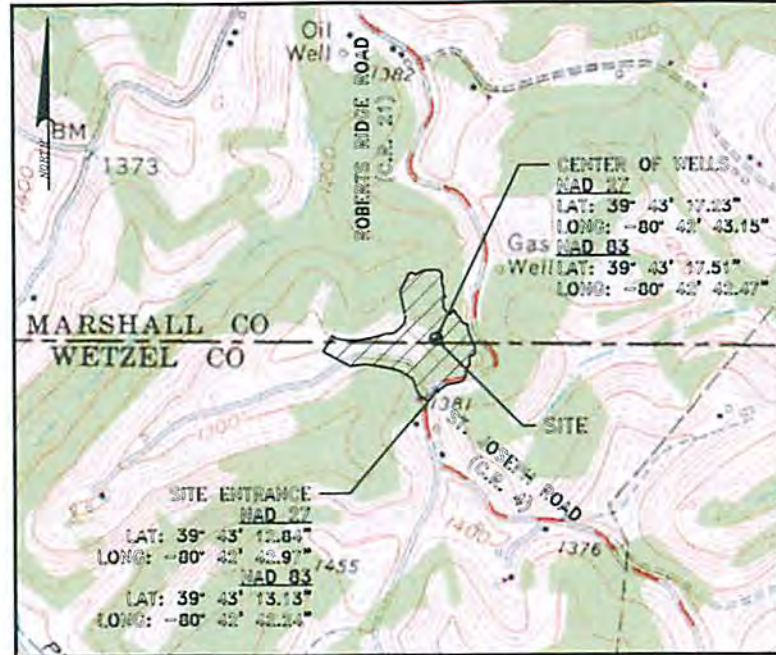 Oil
Well
1382
ROBERTS RIDGE ROAD
(C.R. 21)
NORTH
BM
1373
1400
1200
CENTER OF WELLS
NAD 27
LAT: 39° 43' 17.23"
LONG: -80° 42' 43.15"
Gas
NAD 83
Well
LAT: 39° 43' 17.51"
LONG: -80° 42' 42.47"
MARSHALL CO
WETZEL CO
1381
SITE
ST. JOSEPH ROAD
(C.R. 4)
1300
SITE ENTRANCE
NAD 27
LAT: 39° 43' 12.84"
LONG: -80° 42' 42.97"
NAD 83
1455
LAT: 39° 43' 13.13"
LONG: -80° 42' 42.24"
1376